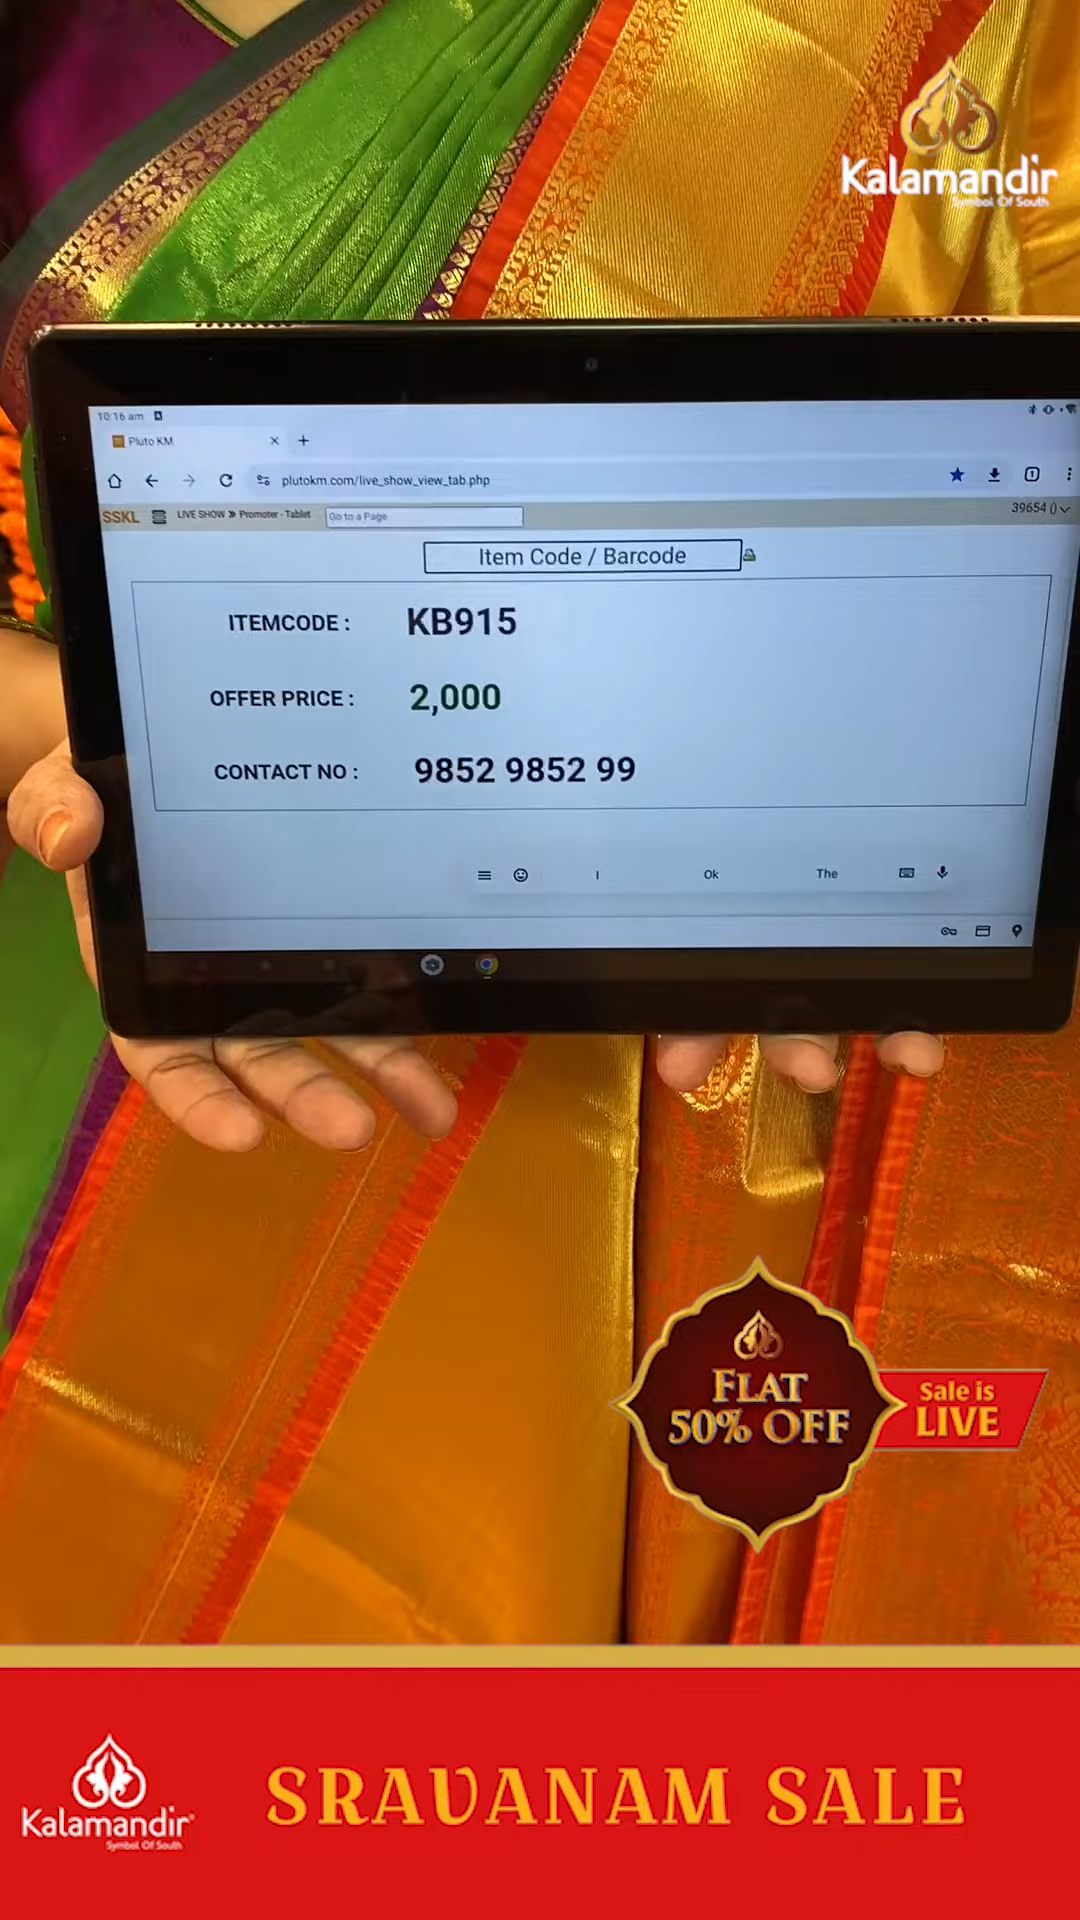 Kalamandir
Symbol Of South
10:16 am
Pluto KM
plutokm.com/live_show_view_tab.php
SSKL
LIVE SHOW » Promoter - Tablet
Go to a Page
39654 ()
Item Code / Barcode
ITEMCODE : KB915
OFFER PRICE : 2,000
CONTACT NO : 9852 9852 99
I Ok The
FLAT
50% OFF
Sale is
LIVE
Kalamandir
Symbol Of South
SRAVANAM SALE